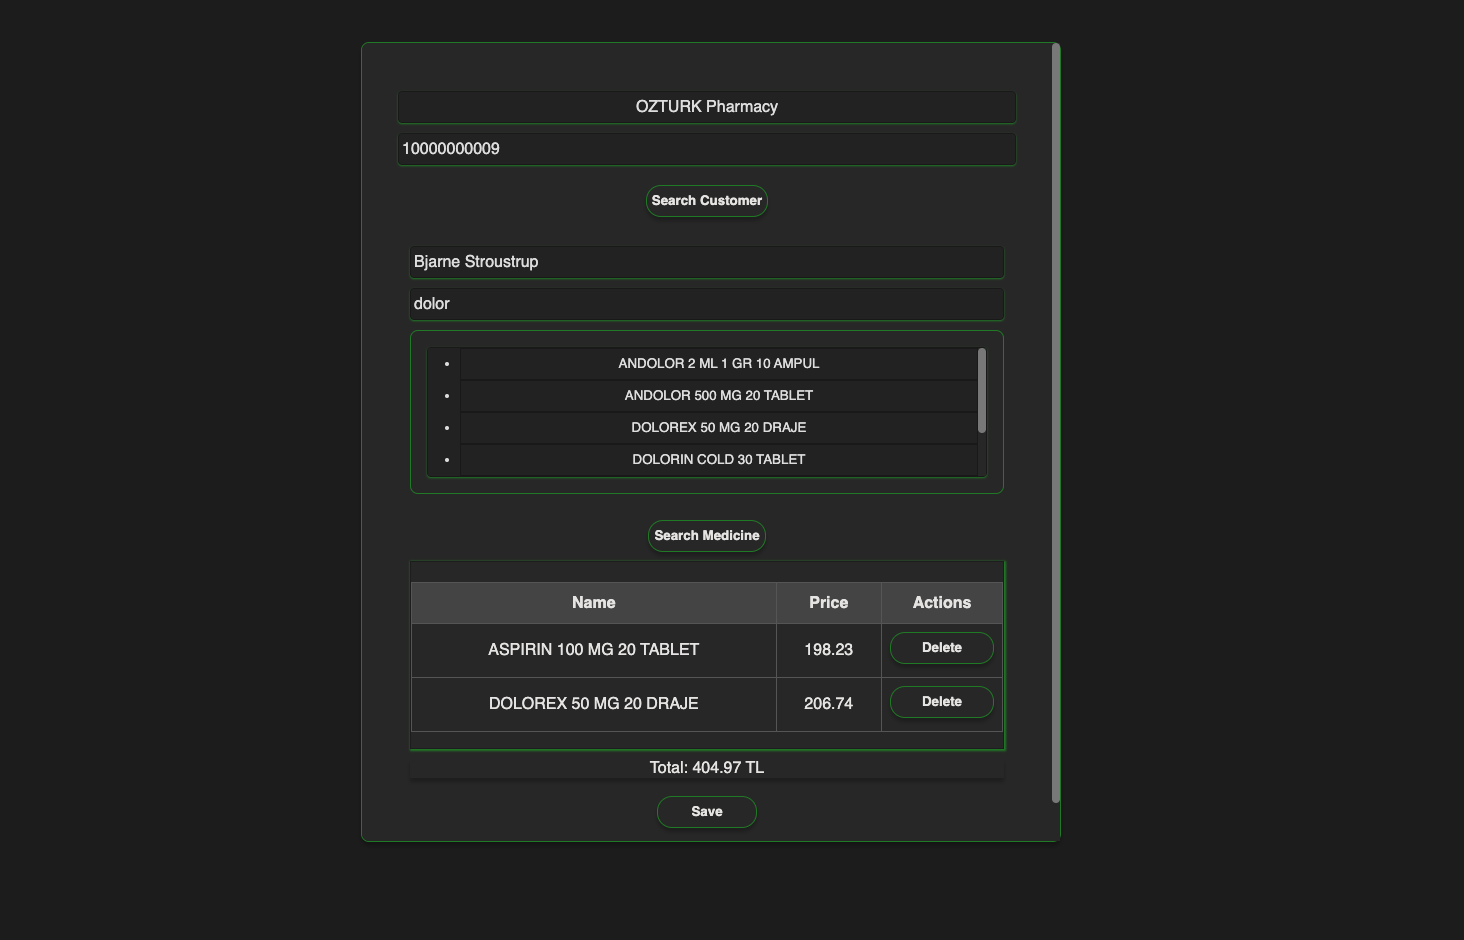 OZTURK Pharmacy
10000000009
Search Customer
Bjarne Stroustrup
dolor
ANDOLOR 2 ML 1 GR 10 AMPUL
ANDOLOR 500 MG 20 TABLET
DOLOREX 50 MG 20 DRAJE
DOLORIN COLD 30 TABLET
Search Medicine
Name Price Actions
ASPIRIN 100 MG 20 TABLET 198.23 Delete
DOLOREX 50 MG 20 DRAJE 206.74 Delete
Total: 404.97 TL
Save